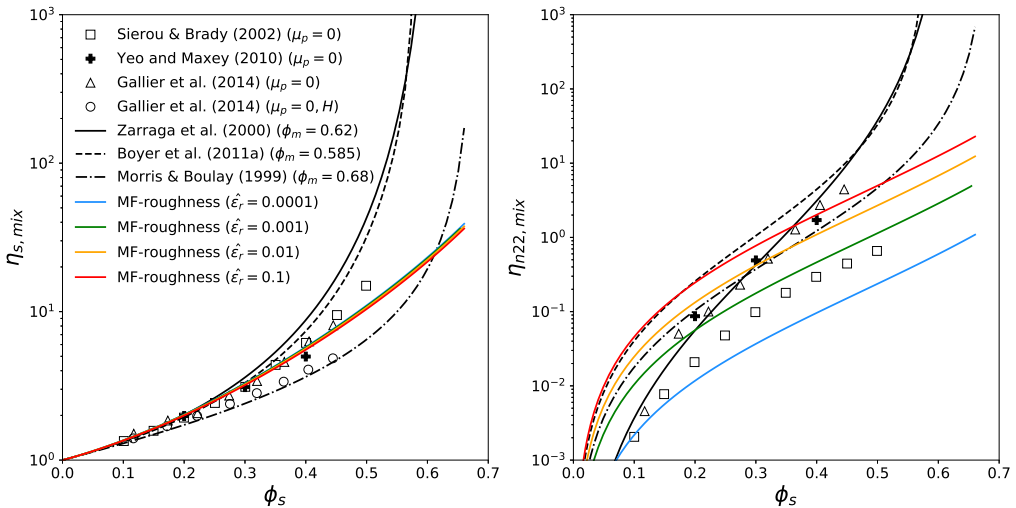 10³
10²
10¹
10⁰
η_{s,mix}
Sierou & Brady (2002) (μ_p = 0)
Yeo and Maxey (2010) (μ_p = 0)
Gallier et al. (2014) (μ_p = 0)
Gallier et al. (2014) (μ_p = 0, H)
Zarraga et al. (2000) (ϕ_m = 0.62)
Boyer et al. (2011a) (ϕ_m = 0.585)
Morris & Boulay (1999) (ϕ_m = 0.68)
MF-roughness (ε̂_r = 0.0001)
MF-roughness (ε̂_r = 0.001)
MF-roughness (ε̂_r = 0.01)
MF-roughness (ε̂_r = 0.1)
0.0 0.1 0.2 0.3 0.4 0.5 0.6 0.7
ϕ_s
10³
10²
10¹
10⁰
10⁻¹
10⁻²
10⁻³
η_{n22,mix}
0.0 0.1 0.2 0.3 0.4 0.5 0.6 0.7
ϕ_s